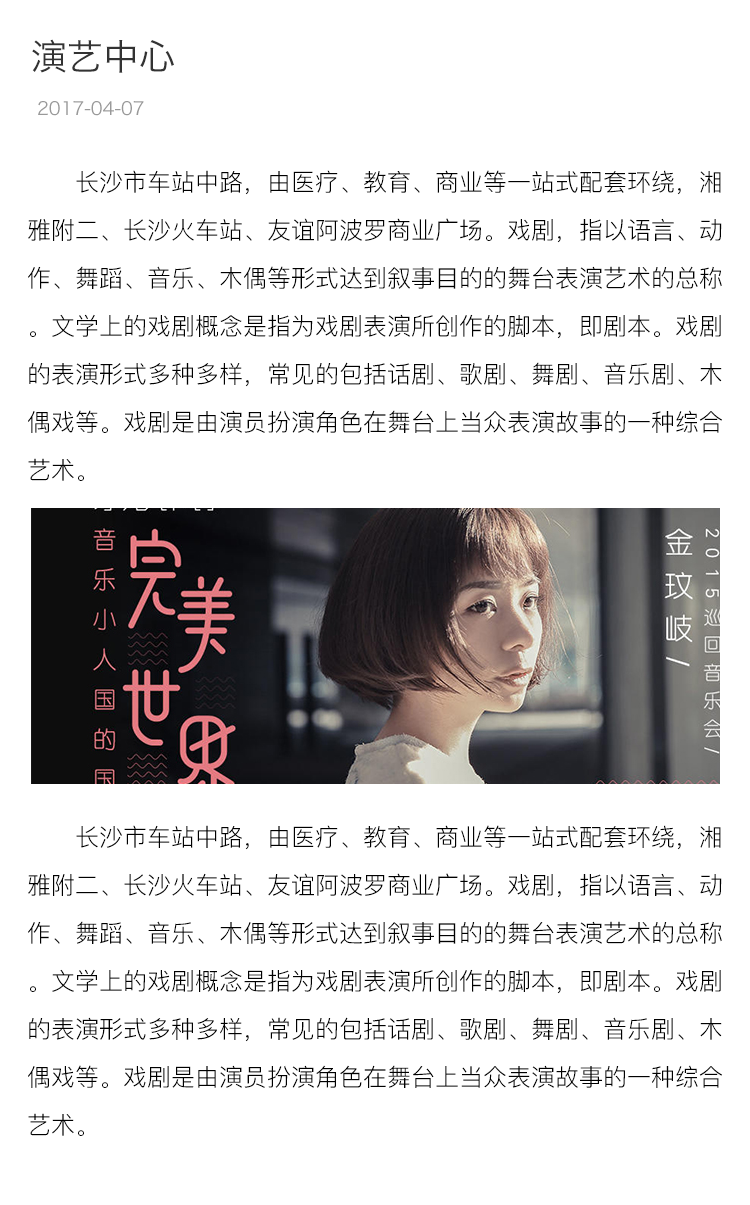 演艺中心
2017-04-07
长沙市车站中路，由医疗、教育、商业等一站式配套环绕，湘
雅附二、长沙火车站、友谊阿波罗商业广场。戏剧，指以语言、动
作、舞蹈、音乐、木偶等形式达到叙事目的的舞台表演艺术的总称
。文学上的戏剧概念是指为戏剧表演所创作的脚本，即剧本。戏剧
的表演形式多种多样，常见的包括话剧、歌剧、舞剧、音乐剧、木
偶戏等。戏剧是由演员扮演角色在舞台上当众表演故事的一种综合
艺术。
音乐小人国的国
完美
世界
金玟岐/
2015巡回音乐会/
长沙市车站中路，由医疗、教育、商业等一站式配套环绕，湘
雅附二、长沙火车站、友谊阿波罗商业广场。戏剧，指以语言、动
作、舞蹈、音乐、木偶等形式达到叙事目的的舞台表演艺术的总称
。文学上的戏剧概念是指为戏剧表演所创作的脚本，即剧本。戏剧
的表演形式多种多样，常见的包括话剧、歌剧、舞剧、音乐剧、木
偶戏等。戏剧是由演员扮演角色在舞台上当众表演故事的一种综合
艺术。